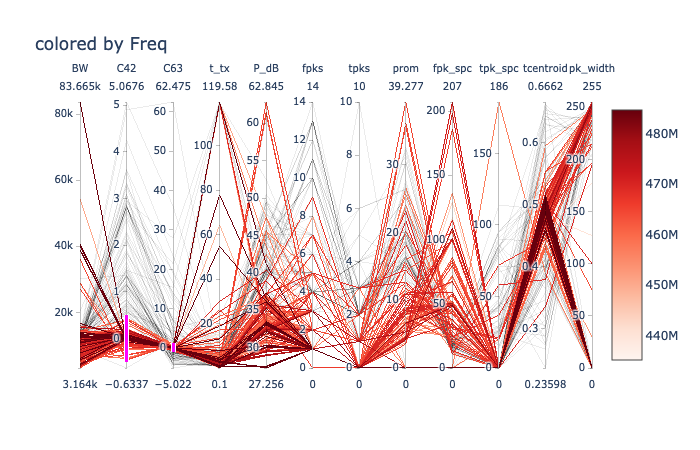 colored by Freq
BW C42 C63 t_tx P_dB fpks tpks prom fpk_spc tpk_spc tcentroid pk_width
83.665k 5.0676 62.475 119.58 62.845 14 10 39.277 207 186 0.6662 255
80k 60k 40k 20k
5 4 3 2 1 0
60 50 40 30 20 10 0
100 80 60 40 20
60 55 50 45 40 35 30
14 12 10 8 6 4 2 0
10 8 6 4 2 0
30 20 10 0
200 150 100 50 0
150 100 50 0
0.6 0.5 0.4 0.3
250 200 150 100 50 0
480M
470M
460M
450M
440M
3.164k −0.6337 −5.022 0.1 27.256 0 0 0 0 0 0.23598 0